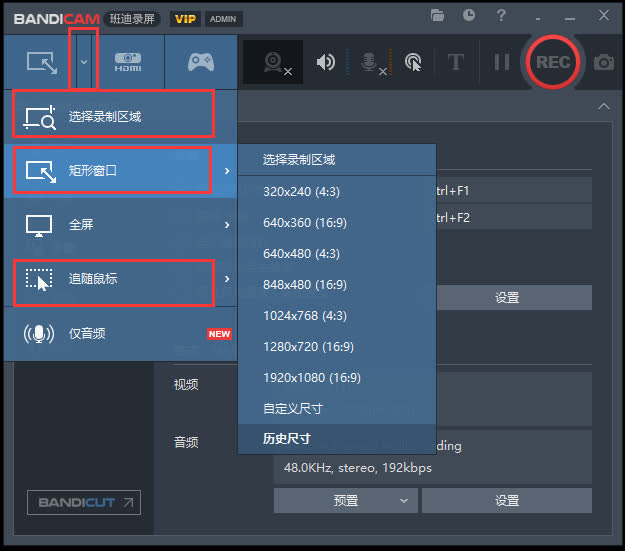 BANDICAM 班迪录屏 VIP ADMIN
HDMI
T
REC
选择录制区域
矩形窗口
全屏
追随鼠标
仅音频 NEW
选择录制区域
320x240 (4:3)
640x360 (16:9)
640x480 (4:3)
848x480 (16:9)
1024x768 (4:3)
1280x720 (16:9)
1920x1080 (16:9)
自定义尺寸
历史尺寸
trl+F1
trl+F2
设置
视频
音频
ding
48.0KHz, stereo, 192kbps
预置
设置
BANDICUT